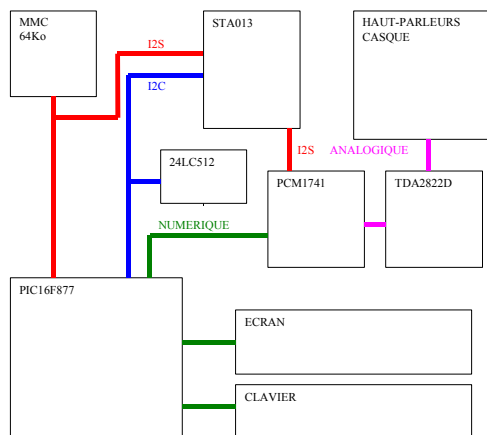 MMC
64Ko
STA013
HAUT-PARLEURS
CASQUE
I2S
I2C
I2S
ANALOGIQUE
24LC512
PCM1741
TDA2822D
NUMERIQUE
PIC16F877
ECRAN
CLAVIER